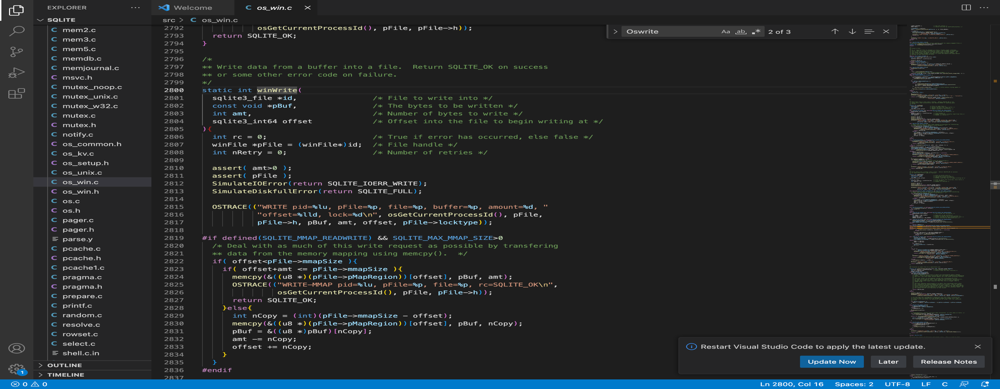 EXPLORER
SQLITE
mem2.c
mem3.c
mem5.c
memdb.c
memjournal.c
msvc.h
mutex_noop.c
mutex_unix.c
mutex_w32.c
mutex.c
mutex.h
notify.c
os_common.h
os_kv.c
os_setup.h
os_unix.c
os_win.c
os_win.h
os.c
os.h
pager.c
pager.h
parse.y
pcache.c
pcache.h
pcache1.c
pragma.c
pragma.h
prepare.c
printf.c
random.c
resolve.c
rowset.c
select.c
shell.c.in
OUTLINE
TIMELINE
1
Welcome
C os_win.c
src > C os_win.c
Oswrite Aa ab 2 of 3
2792 osGetCurrentProcessId(), pFile, pFile->h));
2793 return SQLITE_OK;
2794 }
2795
2796 /*
2797 ** Write data from a buffer into a file.  Return SQLITE_OK on success
2798 ** or some other error code on failure.
2799 */
2800 static int winWrite(
2801   sqlite3_file *id,               /* File to write into */
2802   const void *pBuf,               /* The bytes to be written */
2803   int amt,                        /* Number of bytes to write */
2804   sqlite3_int64 offset            /* Offset into the file to begin writing at */
2805 ){
2806   int rc = 0;                     /* True if error has occurred, else false */
2807   winFile *pFile = (winFile*)id;  /* File handle */
2808   int nRetry = 0;                 /* Number of retries */
2809
2810   assert( amt>0 );
2811   assert( pFile );
2812   SimulateIOError(return SQLITE_IOERR_WRITE);
2813   SimulateDiskfullError(return SQLITE_FULL);
2814
2815   OSTRACE(("WRITE pid=%lu, pFile=%p, file=%p, buffer=%p, amount=%d, "
2816            "offset=%lld, lock=%d\n", osGetCurrentProcessId(), pFile,
2817            pFile->h, pBuf, amt, offset, pFile->locktype));
2818
2819 #if defined(SQLITE_MMAP_READWRITE) && SQLITE_MAX_MMAP_SIZE>0
2820   /* Deal with as much of this write request as possible by transfering
2821   ** data from the memory mapping using memcpy().  */
2822   if( offset<pFile->mmapSize ){
2823     if( offset+amt <= pFile->mmapSize ){
2824       memcpy(&((u8 *)(pFile->pMapRegion))[offset], pBuf, amt);
2825       OSTRACE(("WRITE-MMAP pid=%lu, pFile=%p, file=%p, rc=SQLITE_OK\n",
2826                osGetCurrentProcessId(), pFile, pFile->h));
2827       return SQLITE_OK;
2828     }else{
2829       int nCopy = (int)(pFile->mmapSize - offset);
2830       memcpy(&((u8 *)(pFile->pMapRegion))[offset], pBuf, nCopy);
2831       pBuf = &((u8 *)pBuf)[nCopy];
2832       amt -= nCopy;
2833       offset += nCopy;
2834     }
2835   }
2836 #endif
2837
Restart Visual Studio Code to apply the latest update.
Update Now Later Release Notes
0 0 Ln 2800, Col 16 Spaces: 2 UTF-8 LF C